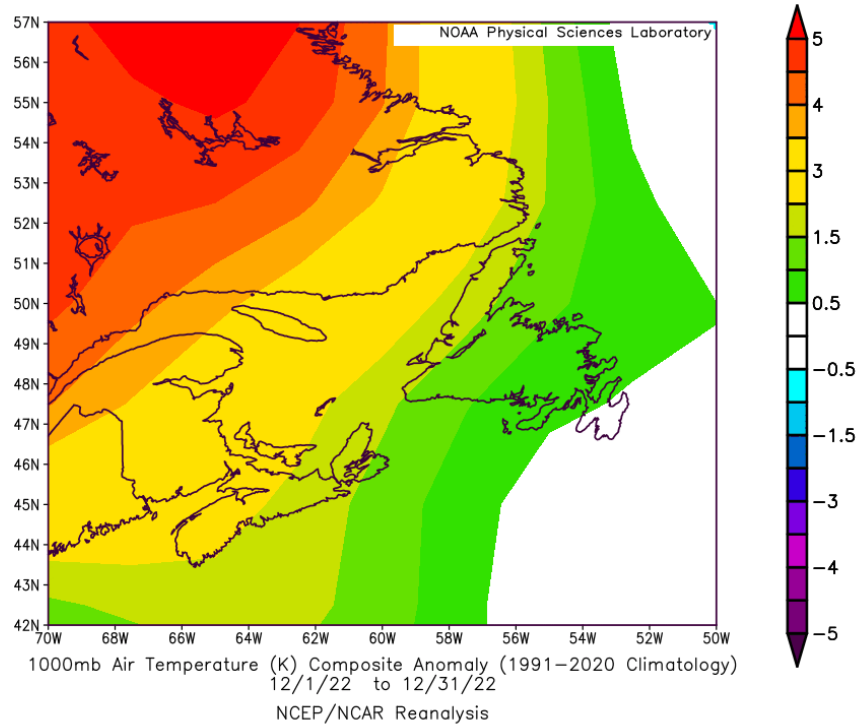 NOAA Physical Sciences Laboratory
57N
56N
55N
54N
53N
52N
51N
50N
49N
48N
47N
46N
45N
44N
43N
42N
70W 68W 66W 64W 62W 60W 58W 56W 54W 52W 50W
5
4
3
1.5
0.5
-0.5
-1.5
-3
-4
-5
1000mb Air Temperature (K) Composite Anomaly (1991-2020 Climatology)
12/1/22 to 12/31/22
NCEP/NCAR Reanalysis